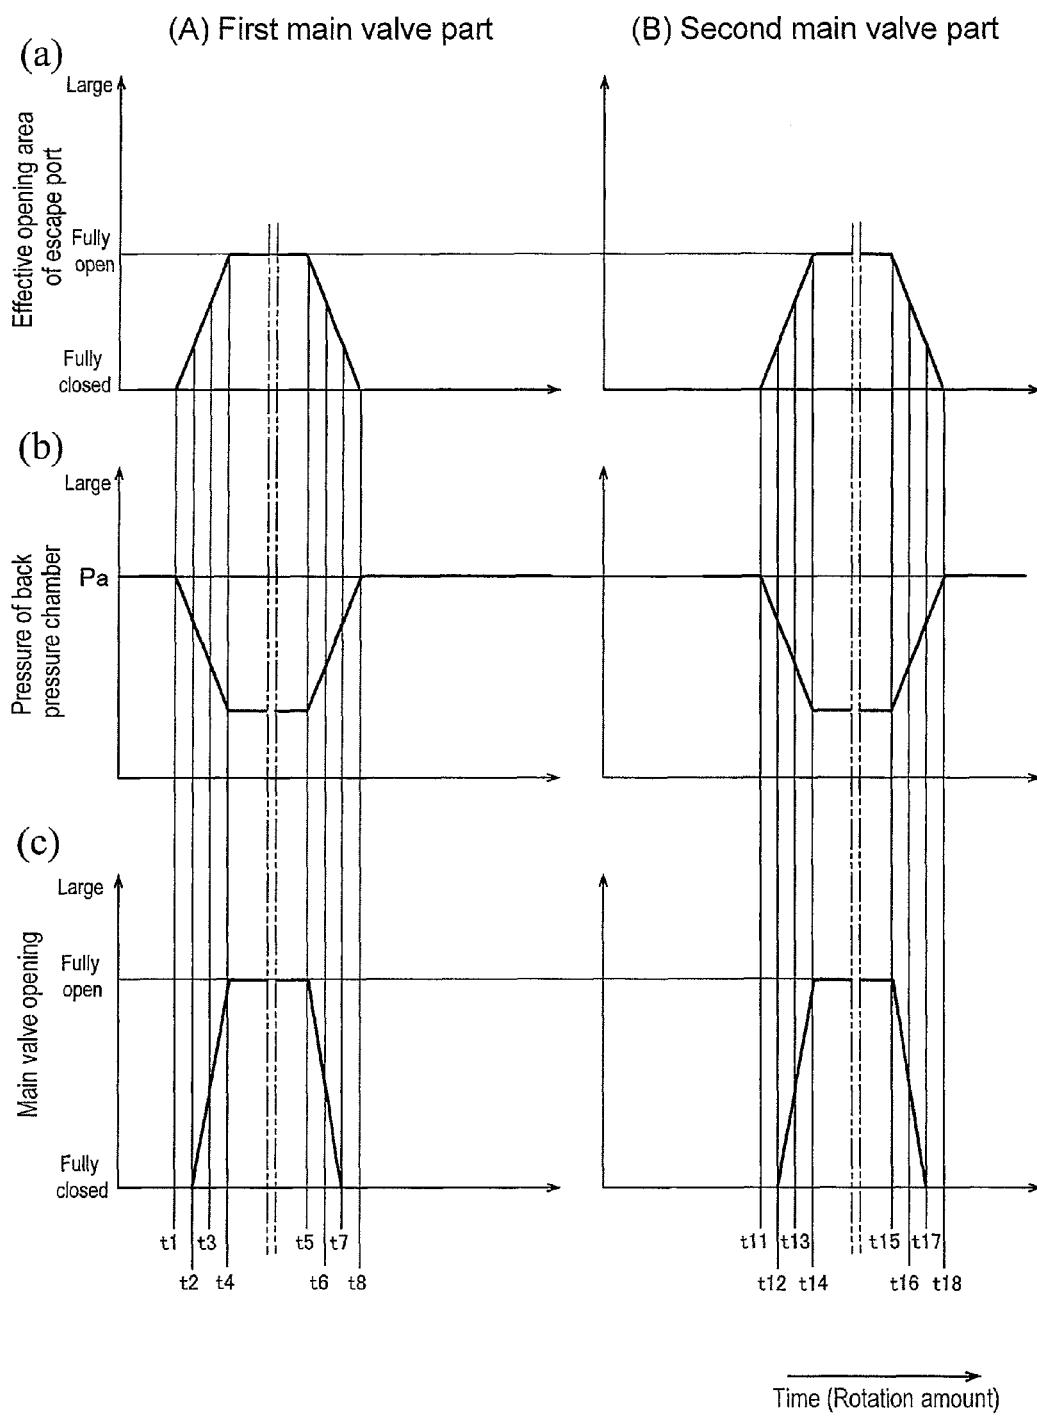 (A) First main valve part
(B) Second main valve part
(a)
Large
Effective opening area
of escape port
Fully
open
Fully
closed
(b)
Large
Pressure of back
pressure chamber
Pa
(c)
Large
Main valve opening
Fully
open
Fully
closed
t1 t3 t5 t7 t11 t13 t15 t17
t2 t4 t6 t8 t12 t14 t16 t18
Time (Rotation amount)